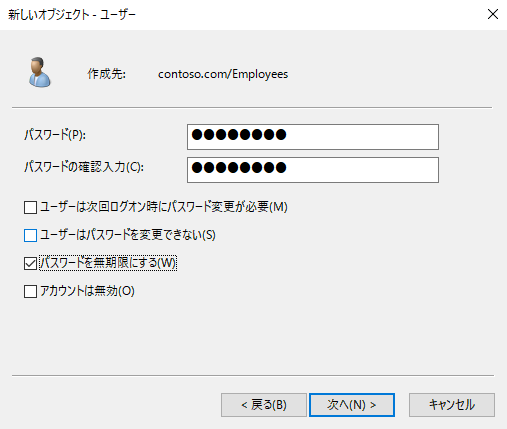 新しいオブジェクト - ユーザー
作成先: contoso.com/Employees
パスワード(P): ●●●●●●●●
パスワードの確認入力(C): ●●●●●●●●
ユーザーは次回ログオン時にパスワード変更が必要(M)
ユーザーはパスワードを変更できない(S)
パスワードを無期限にする(W)
アカウントは無効(O)
< 戻る(B) 次へ(N) > キャンセル